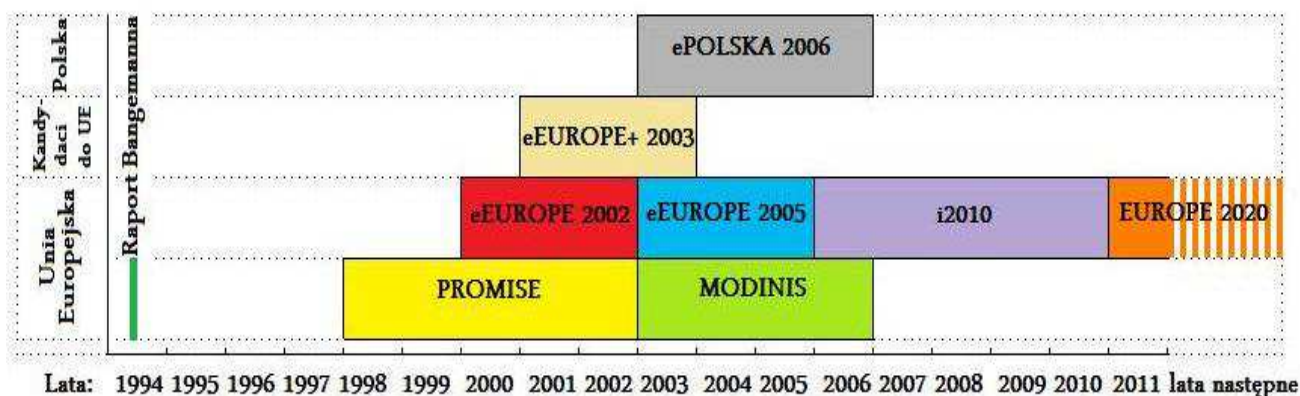 Polska
ePOLSKA 2006
Kandy-
daci
do UE
eEUROPE+ 2003
Raport Bangemanna
Unia
Europejska
eEUROPE 2002
eEUROPE 2005
i2010
EUROPE 2020
PROMISE
MODINIS
Lata: 1994 1995 1996 1997 1998 1999 2000 2001 2002 2003 2004 2005 2006 2007 2008 2009 2010 2011 lata następne